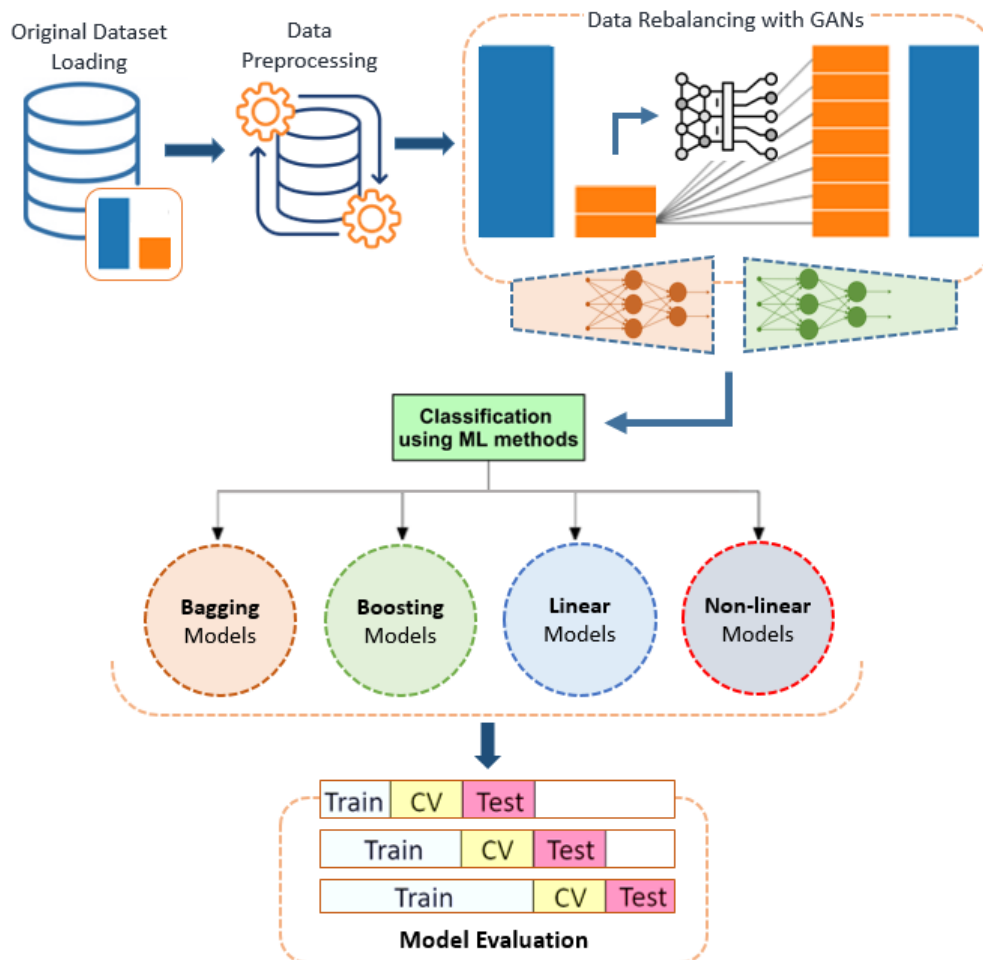 Original Dataset
Loading
Data
Preprocessing
Data Rebalancing with GANs
Classification
using ML methods
Bagging
Models
Boosting
Models
Linear
Models
Non-linear
Models
Train CV Test
Train CV Test
Train CV Test
Model Evaluation